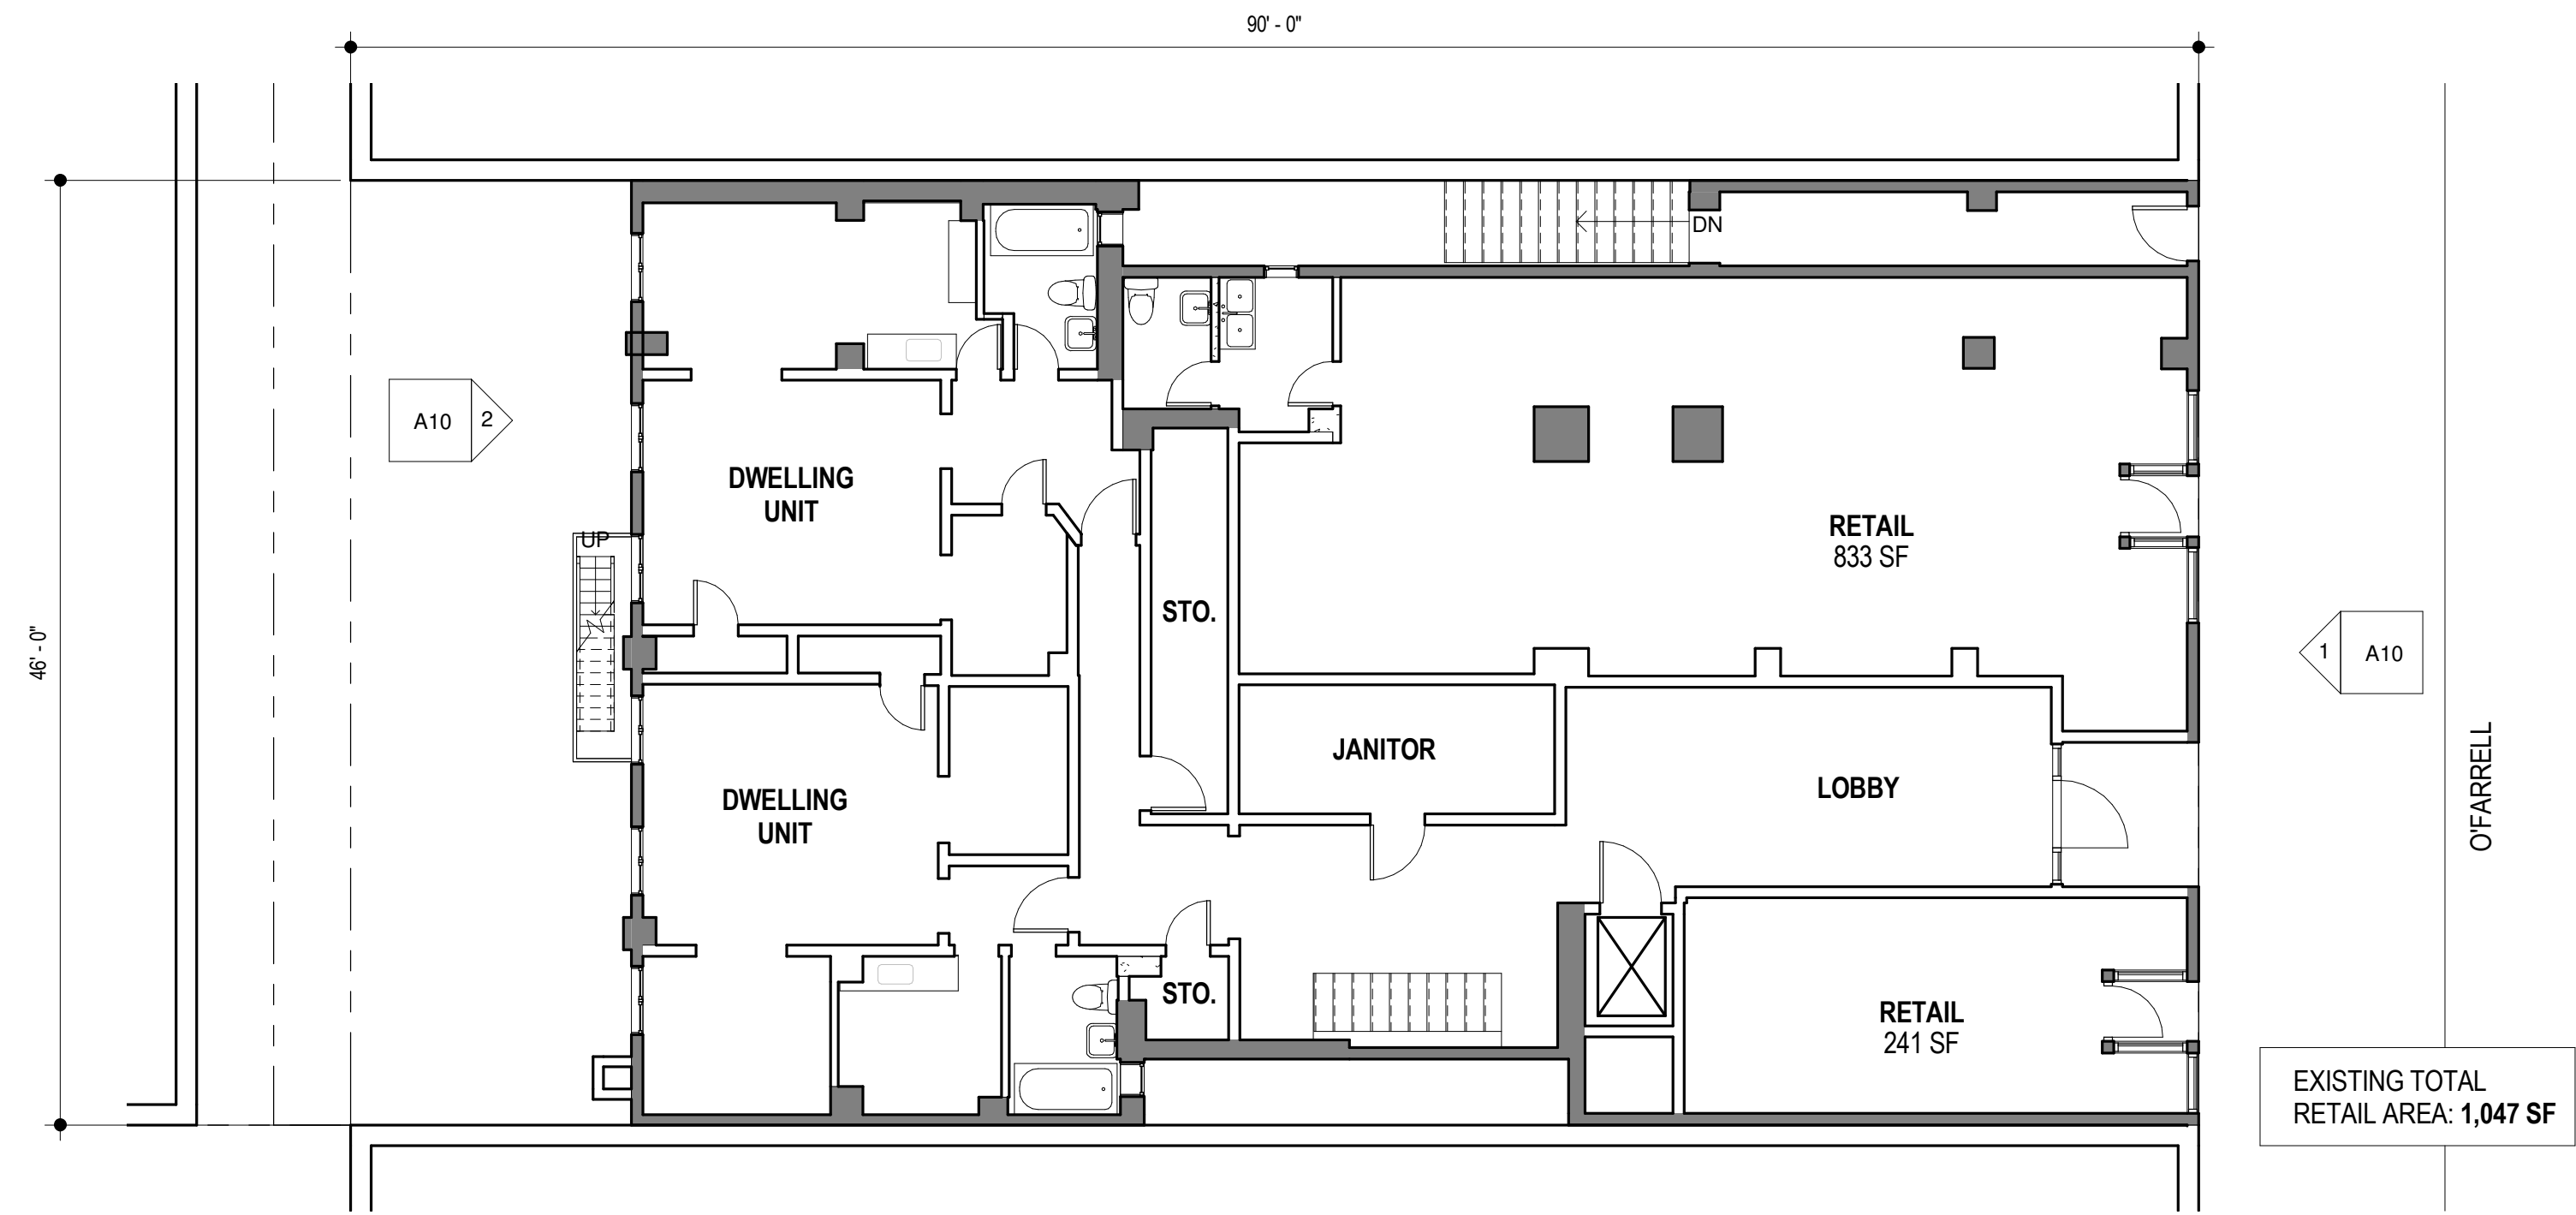 90' - 0"
DN
A10
2
DWELLING
UNIT
RETAIL
833 SF
UP
STO.
46' - 0"
1
A10
JANITOR
LOBBY
O'FARRELL
DWELLING
UNIT
STO.
RETAIL
241 SF
EXISTING TOTAL
RETAIL AREA: 1,047 SF